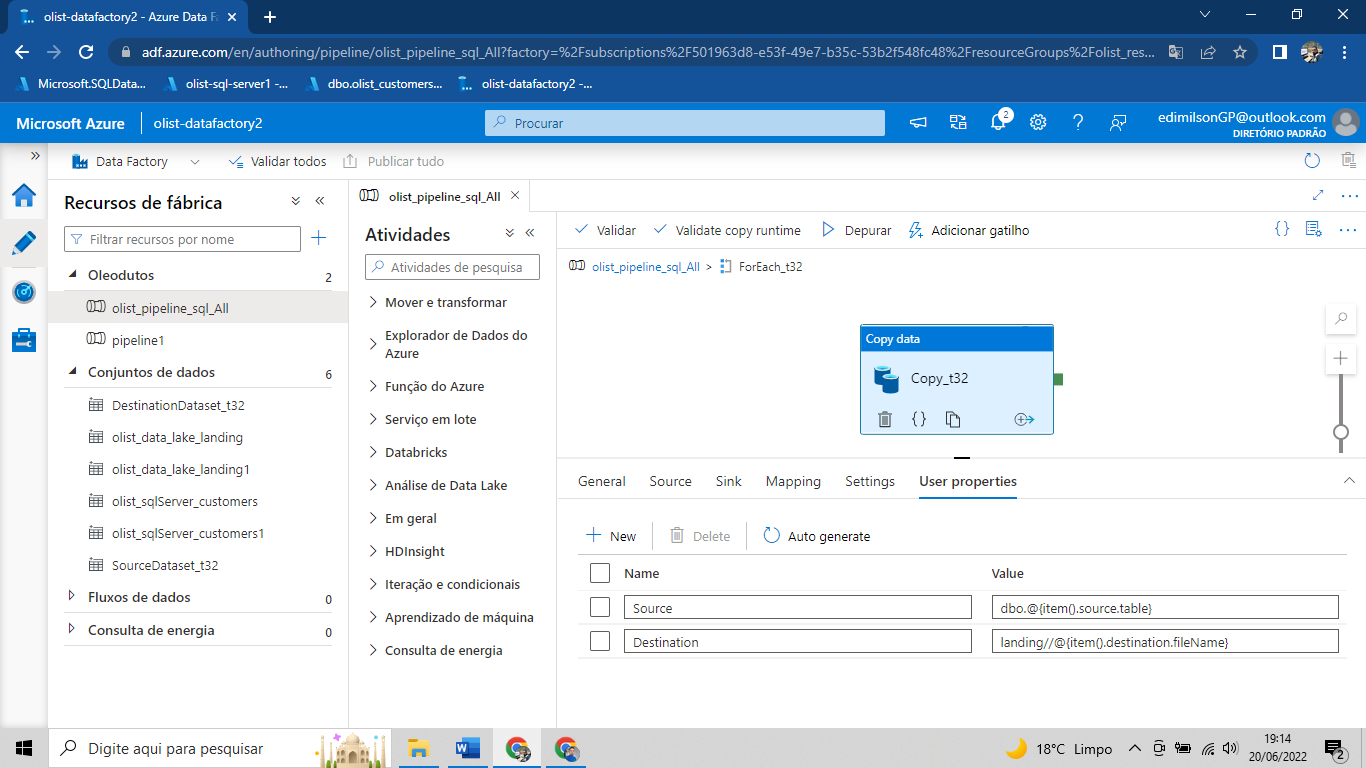 olist-datafactory2 - Azure Data F
adf.azure.com/en/authoring/pipeline/olist_pipeline_sql_All?factory=%2Fsubscriptions%2F501963d8-e53f-49e7-b35c-53b2f548fc48%2FresourceGroups%2Folist_res...
Microsoft.SQLData...
olist-sql-server1 -...
dbo.olist_customers...
olist-datafactory2 -...
Microsoft Azure
olist-datafactory2
Procurar
2
edimilsonGP@outlook.com
DIRETÓRIO PADRÃO
Data Factory
Validar todos
Publicar tudo
Recursos de fábrica
Filtrar recursos por nome
Oleodutos 2
olist_pipeline_sql_All
pipeline1
Conjuntos de dados 6
DestinationDataset_t32
olist_data_lake_landing
olist_data_lake_landing1
olist_sqlServer_customers
olist_sqlServer_customers1
SourceDataset_t32
Fluxos de dados 0
Consulta de energia 0
olist_pipeline_sql_All
Atividades
Atividades de pesquisa
Mover e transformar
Explorador de Dados do
Azure
Função do Azure
Serviço em lote
Databricks
Análise de Data Lake
Em geral
HDInsight
Iteração e condicionais
Aprendizado de máquina
Consulta de energia
Validar
Validate copy runtime
Depurar
Adicionar gatilho
olist_pipeline_sql_All > ForEach_t32
Copy data
Copy_t32
General
Source
Sink
Mapping
Settings
User properties
New
Delete
Auto generate
Name
Value
Source
dbo.@{item().source.table}
Destination
landing//@{item().destination.fileName}
Digite aqui para pesquisar
18°C Limpo
19:14
20/06/2022
2